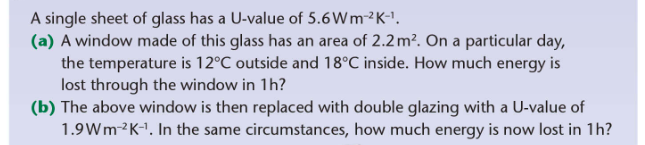 A single sheet of glass has a U-value of 5.6 W m⁻² K⁻¹.
(a) A window made of this glass has an area of 2.2 m². On a particular day,
the temperature is 12°C outside and 18°C inside. How much energy is
lost through the window in 1h?
(b) The above window is then replaced with double glazing with a U-value of
1.9 W m⁻² K⁻¹. In the same circumstances, how much energy is now lost in 1h?